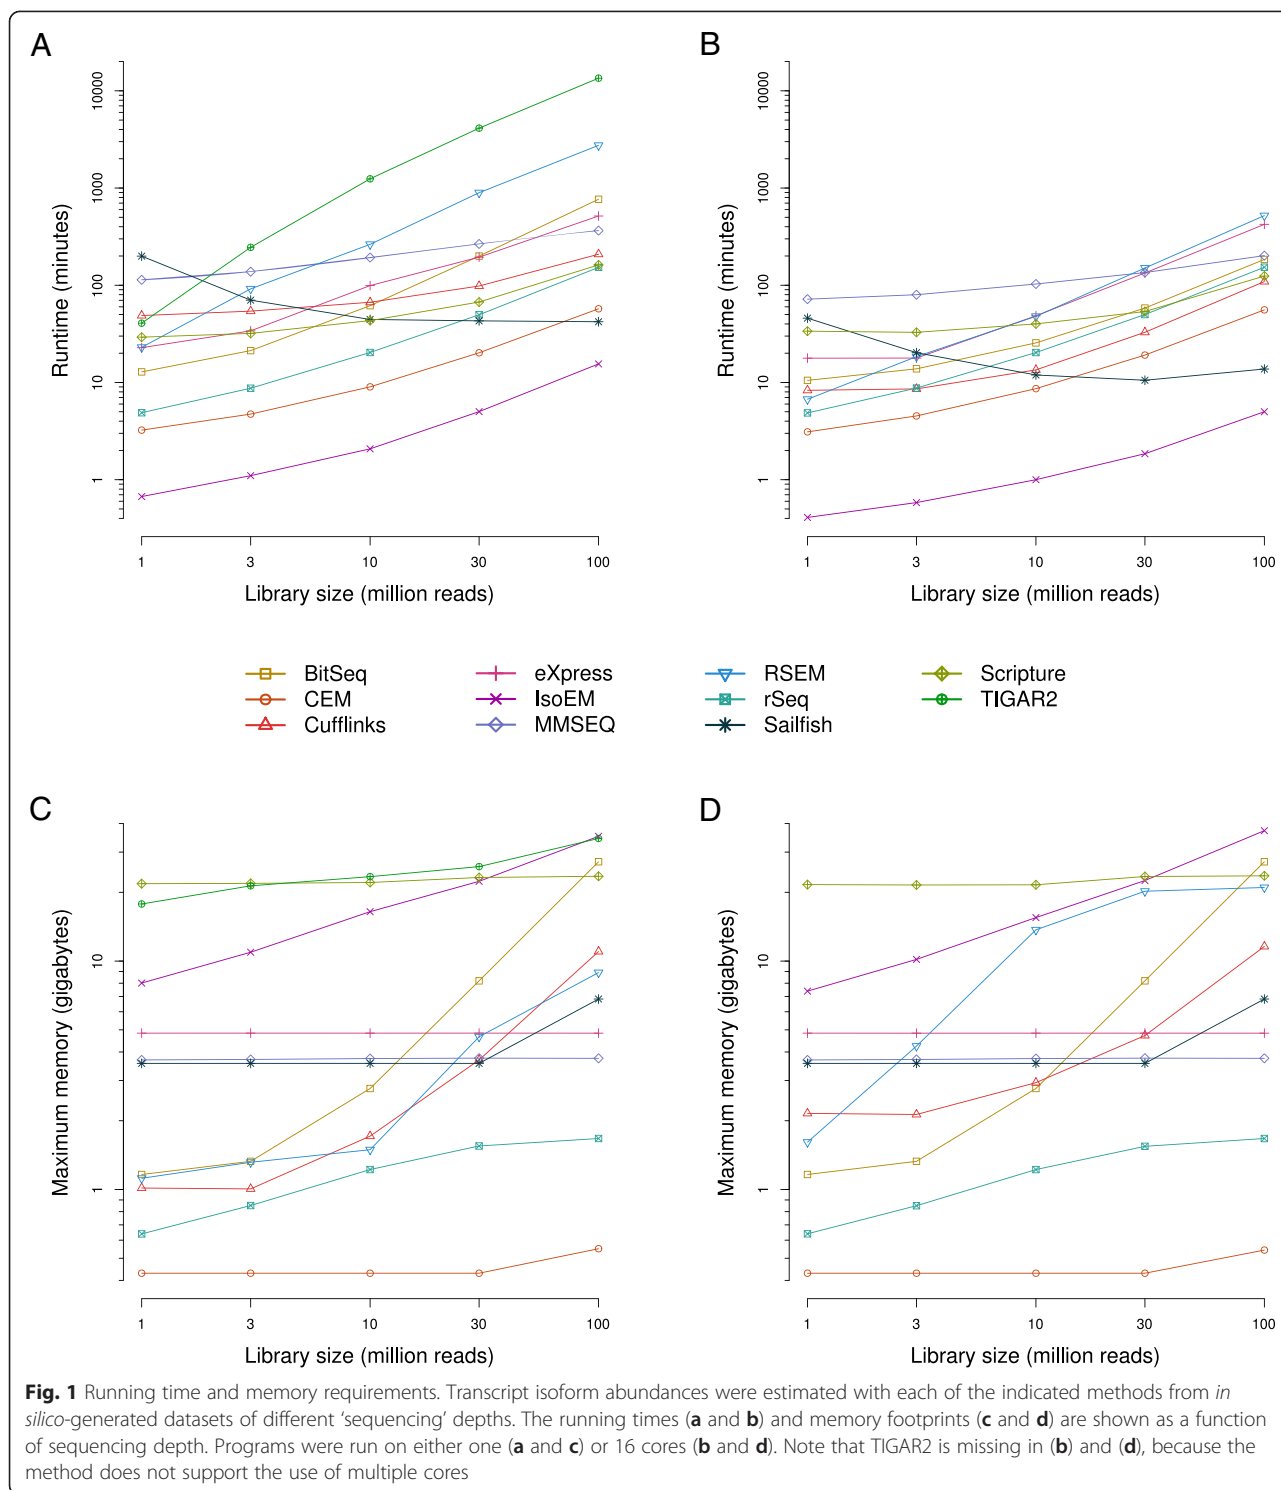 A
B
10000
1000
100
10
1
Runtime (minutes)
1 3 10 30 100
Library size (million reads)
10000
1000
100
10
1
Runtime (minutes)
1 3 10 30 100
Library size (million reads)
BitSeq
CEM
Cufflinks
eXpress
IsoEM
MMSEQ
RSEM
rSeq
Sailfish
Scripture
TIGAR2
C
D
10
1
Maximum memory (gigabytes)
1 3 10 30 100
Library size (million reads)
10
1
Maximum memory (gigabytes)
1 3 10 30 100
Library size (million reads)
Fig. 1 Running time and memory requirements. Transcript isoform abundances were estimated with each of the indicated methods from in
silico-generated datasets of different ‘sequencing’ depths. The running times (a and b) and memory footprints (c and d) are shown as a function
of sequencing depth. Programs were run on either one (a and c) or 16 cores (b and d). Note that TIGAR2 is missing in (b) and (d), because the
method does not support the use of multiple cores